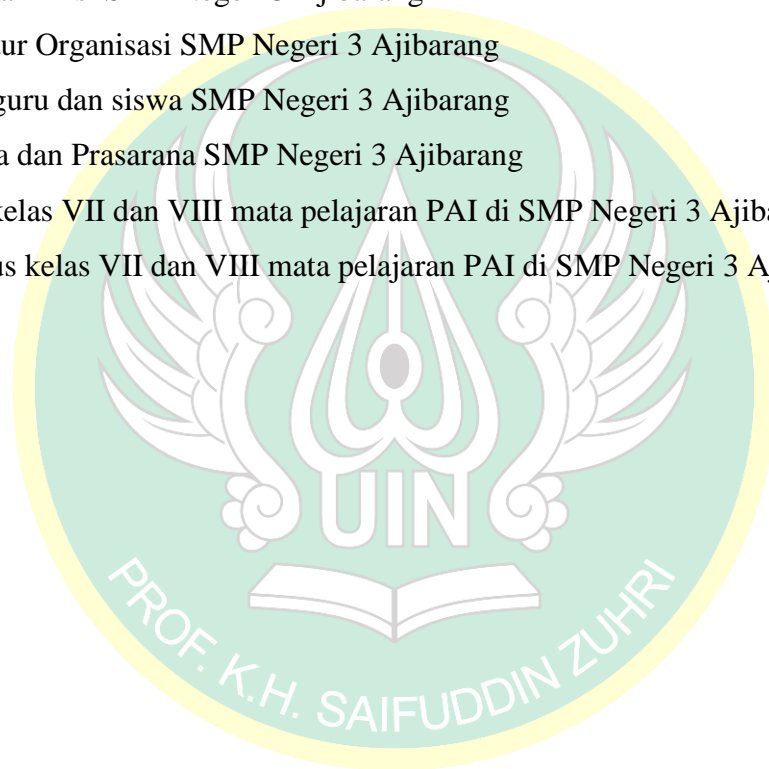 tur Organisasi SMP Negeri 3 Ajibarang
guru dan siswa SMP Negeri 3 Ajibarang
a dan Prasarana SMP Negeri 3 Ajibarang
kelas VII dan VIII mata pelajaran PAI di SMP Negeri 3 Ajiba
us kelas VII dan VIII mata pelajaran PAI di SMP Negeri 3 A
UIN
PROF. K.H. SAIFUDDIN ZUHRI